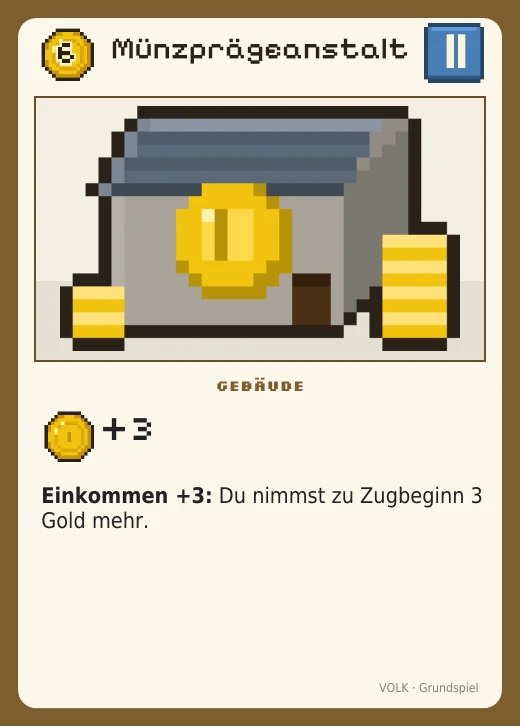 6 Münzprägeanstalt II
GEBÄUDE
+3
Einkommen +3: Du nimmst zu Zugbeginn 3
Gold mehr.
VOLK · Grundspiel